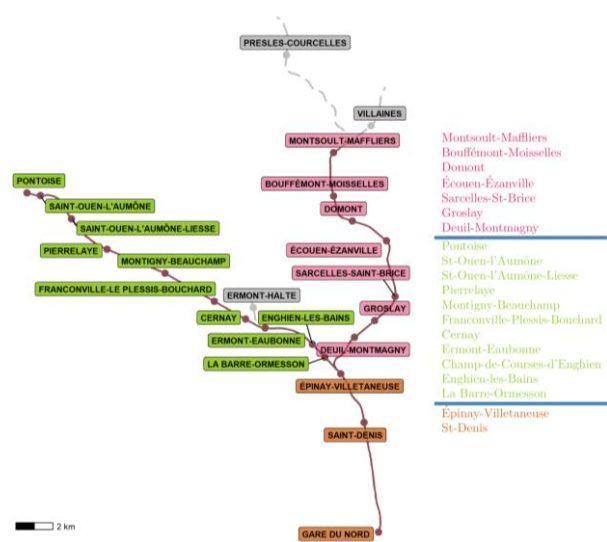 PRESLES-COURCELLES
VILLAINES
MONTSOULT-MAFFLIERS
PONTOISE
BOUFFÉMONT-MOISSELLES
SAINT-OUEN-L'AUMÔNE
DOMONT
SAINT-OUEN-L'AUMÔNE-LIESSE
PIERRELAYE
ÉCOUEN-ÉZANVILLE
MONTIGNY-BEAUCHAMP
SARCELLES-SAINT-BRICE
FRANCONVILLE-LE PLESSIS-BOUCHARD
ERMONT-HALTE
CERNAY
ENGHIEN-LES-BAINS
GROSLAY
ERMONT-EAUBONNE
DEUIL-MONTMAGNY
LA BARRE-ORMESSON
ÉPINAY-VILLETANEUSE
SAINT-DENIS
GARE DU NORD
2 km
Montsoult-Maffliers
Bouffémont-Moisselles
Domont
Écouen-Ézanville
Sarcelles-St-Brice
Groslay
Deuil-Montmagny
Pontoise
St-Ouen-l'Aumône
St-Ouen-l'Aumône-Liesse
Pierrelaye
Montigny-Beauchamp
Franconville-Plessis-Bouchard
Cernay
Ermont-Eaubonne
Champ-de-Courses-d'Enghien
Enghien-les-Bains
La Barre-Ormesson
Épinay-Villetaneuse
St-Denis